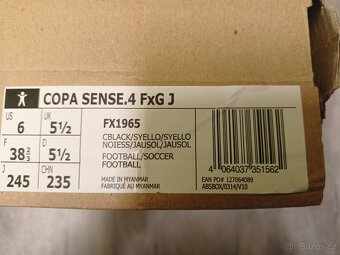 COPA SENSE.4 FxG J
US UK
6 5½
F D
38 ⅔ 5½
J CHN
245 235
FX1965
CBLACK/SYELLO/SYELLO
NOIESS/JAUSOL/JAUSOL
FOOTBALL/SOCCER
FOOTBALL
MADE IN MYANMAR
FABRIQUÉ AU MYANMAR
4 064037 351562
EAN PO# 127064089
ABSBOX/0314/V10